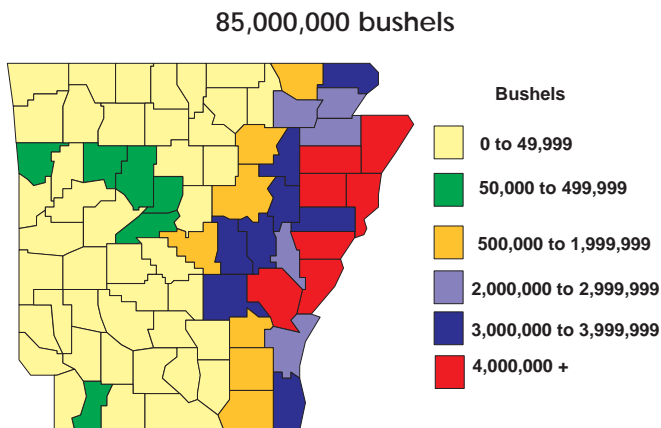 85,000,000 bushels
Bushels
0 to 49,999
50,000 to 499,999
500,000 to 1,999,999
2,000,000 to 2,999,999
3,000,000 to 3,999,999
4,000,000 +